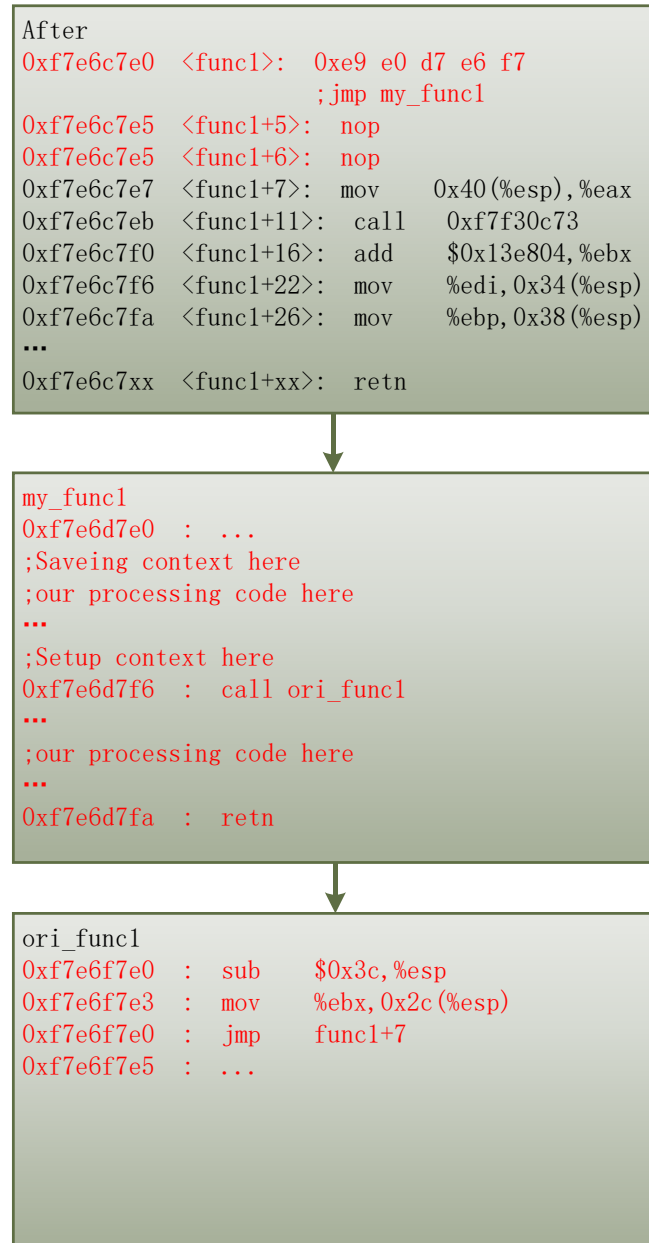 After
0xf7e6c7e0 <func1>: 0xe9 e0 d7 e6 f7
;jmp my_func1
0xf7e6c7e5 <func1+5>: nop
0xf7e6c7e5 <func1+6>: nop
0xf7e6c7e7 <func1+7>: mov 0x40(%esp),%eax
0xf7e6c7eb <func1+11>: call 0xf7f30c73
0xf7e6c7f0 <func1+16>: add $0x13e804,%ebx
0xf7e6c7f6 <func1+22>: mov %edi,0x34(%esp)
0xf7e6c7fa <func1+26>: mov %ebp,0x38(%esp)
…
0xf7e6c7xx <func1+xx>: retn
my_func1
0xf7e6d7e0 : ...
;Saveing context here
;our processing code here
…
;Setup context here
0xf7e6d7f6 : call ori_func1
…
;our processing code here
…
0xf7e6d7fa : retn
ori_func1
0xf7e6f7e0 : sub $0x3c,%esp
0xf7e6f7e3 : mov %ebx,0x2c(%esp)
0xf7e6f7e0 : jmp func1+7
0xf7e6f7e5 : ...